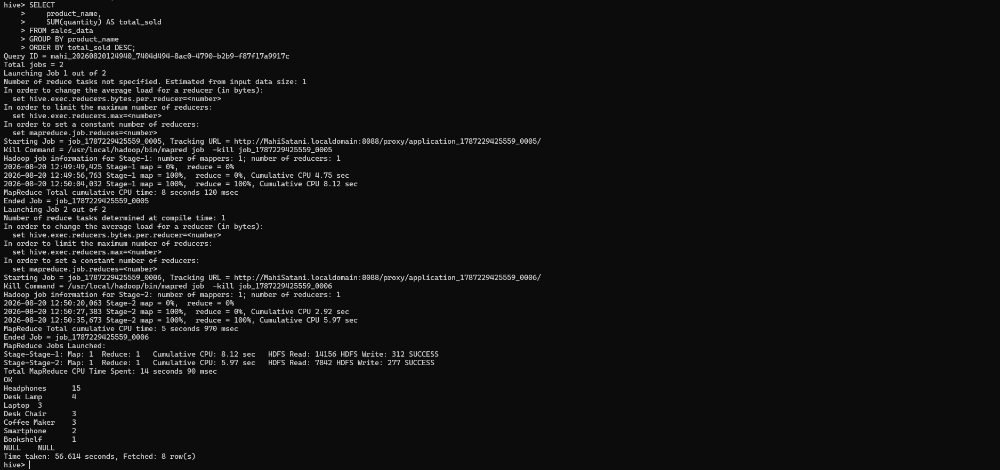 hive> SELECT
    >     product_name,
    >     SUM(quantity) AS total_sold
    > FROM sales_data
    > GROUP BY product_name
    > ORDER BY total_sold DESC;
Query ID = mahi_20260820124940_7404d494-8ac0-4790-b2b9-f87f17a9917c
Total jobs = 2
Launching Job 1 out of 2
Number of reduce tasks not specified. Estimated from input data size: 1
In order to change the average load for a reducer (in bytes):
  set hive.exec.reducers.bytes.per.reducer=<number>
In order to limit the maximum number of reducers:
  set hive.exec.reducers.max=<number>
In order to set a constant number of reducers:
  set mapreduce.job.reduces=<number>
Starting Job = job_1787229425559_0005, Tracking URL = http://MahiSatani.localdomain:8088/proxy/application_1787229425559_0005/
Kill Command = /usr/local/hadoop/bin/mapred job  -kill job_1787229425559_0005
Hadoop job information for Stage-1: number of mappers: 1; number of reducers: 1
2026-08-20 12:49:49,425 Stage-1 map = 0%,  reduce = 0%
2026-08-20 12:49:56,763 Stage-1 map = 100%,  reduce = 0%, Cumulative CPU 4.75 sec
2026-08-20 12:50:04,032 Stage-1 map = 100%,  reduce = 100%, Cumulative CPU 8.12 sec
MapReduce Total cumulative CPU time: 8 seconds 120 msec
Ended Job = job_1787229425559_0005
Launching Job 2 out of 2
Number of reduce tasks determined at compile time: 1
In order to change the average load for a reducer (in bytes):
  set hive.exec.reducers.bytes.per.reducer=<number>
In order to limit the maximum number of reducers:
  set hive.exec.reducers.max=<number>
In order to set a constant number of reducers:
  set mapreduce.job.reduces=<number>
Starting Job = job_1787229425559_0006, Tracking URL = http://MahiSatani.localdomain:8088/proxy/application_1787229425559_0006/
Kill Command = /usr/local/hadoop/bin/mapred job  -kill job_1787229425559_0006
Hadoop job information for Stage-2: number of mappers: 1; number of reducers: 1
2026-08-20 12:50:20,063 Stage-2 map = 0%,  reduce = 0%
2026-08-20 12:50:27,383 Stage-2 map = 100%,  reduce = 0%, Cumulative CPU 2.92 sec
2026-08-20 12:50:35,673 Stage-2 map = 100%,  reduce = 100%, Cumulative CPU 5.97 sec
MapReduce Total cumulative CPU time: 5 seconds 970 msec
Ended Job = job_1787229425559_0006
MapReduce Jobs Launched:
Stage-Stage-1: Map: 1  Reduce: 1   Cumulative CPU: 8.12 sec   HDFS Read: 14156 HDFS Write: 312 SUCCESS
Stage-Stage-2: Map: 1  Reduce: 1   Cumulative CPU: 5.97 sec   HDFS Read: 7842 HDFS Write: 277 SUCCESS
Total MapReduce CPU Time Spent: 14 seconds 90 msec
OK
Headphones      15
Desk Lamp       4
Laptop  3
Desk Chair      3
Coffee Maker    3
Smartphone      2
Bookshelf       1
NULL    NULL
Time taken: 56.614 seconds, Fetched: 8 row(s)
hive>